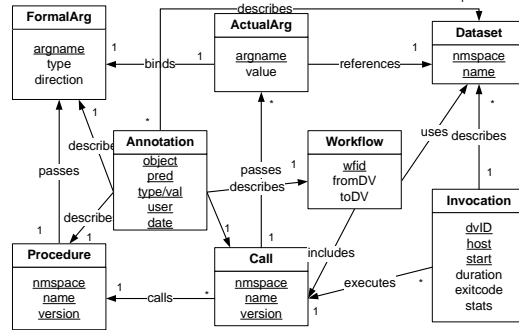 describes
FormalArg
argname
type
direction
1
binds
1
ActualArg
argname
value
references
1
Dataset
nmspace
name
1
describe
*
Annotation
object
pred
type/val
user
date
*
passes
describes
1
Workflow
wfid
fromDV
toDV
uses
*
describes
passes
describes
1
1
1
1
1
Invocation
dvID
host
start
duration
exitcode
stats
Procedure
nmspace
name
version
1
calls
*
Call
nmspace
name
version
includes
1
executes
*
1